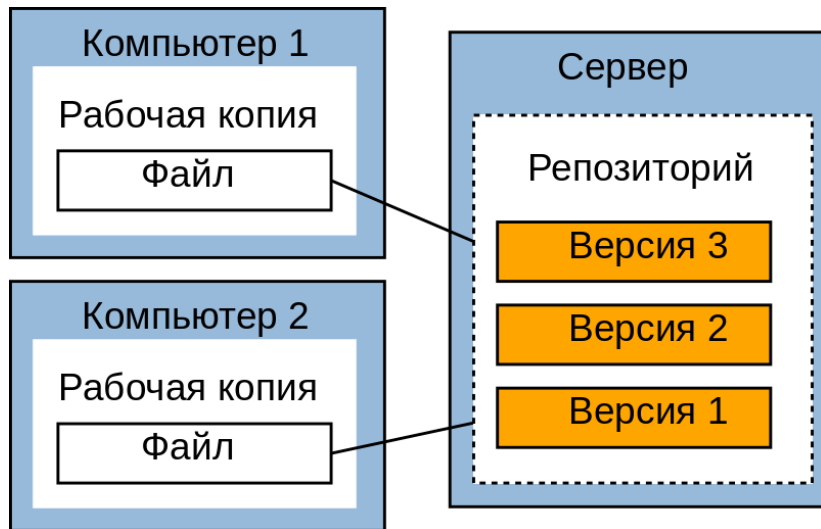 Компьютер 1
Рабочая копия
Файл
Компьютер 2
Рабочая копия
Файл
Сервер
Репозиторий
Версия 3
Версия 2
Версия 1